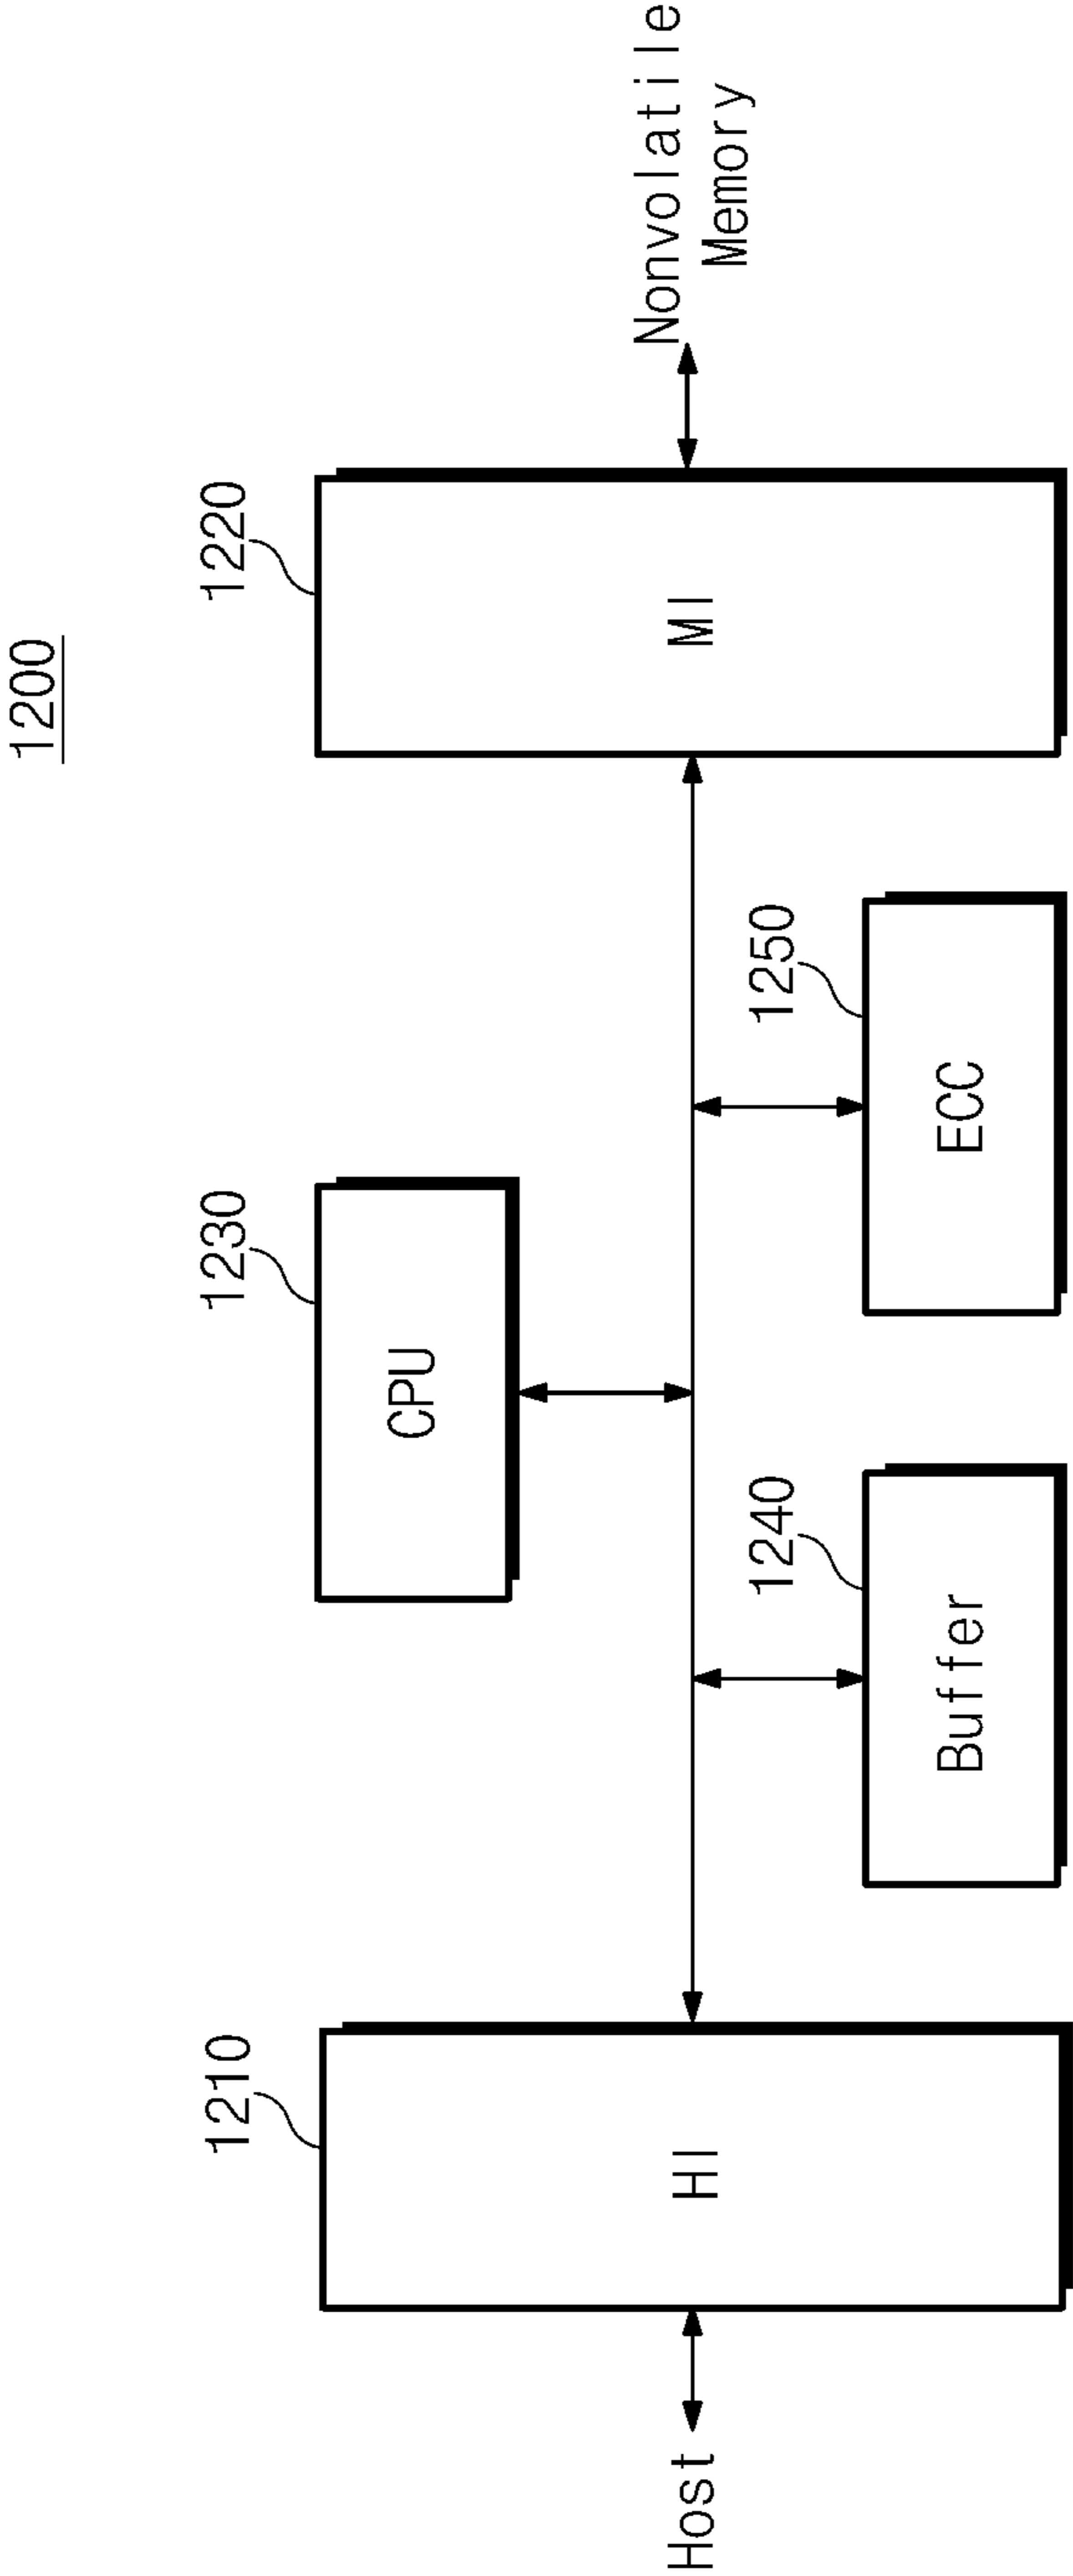 1200
1210
1230
1220
HI
CPU
MI
Host
Nonvolatile
Memory
1240
1250
Buffer
ECC